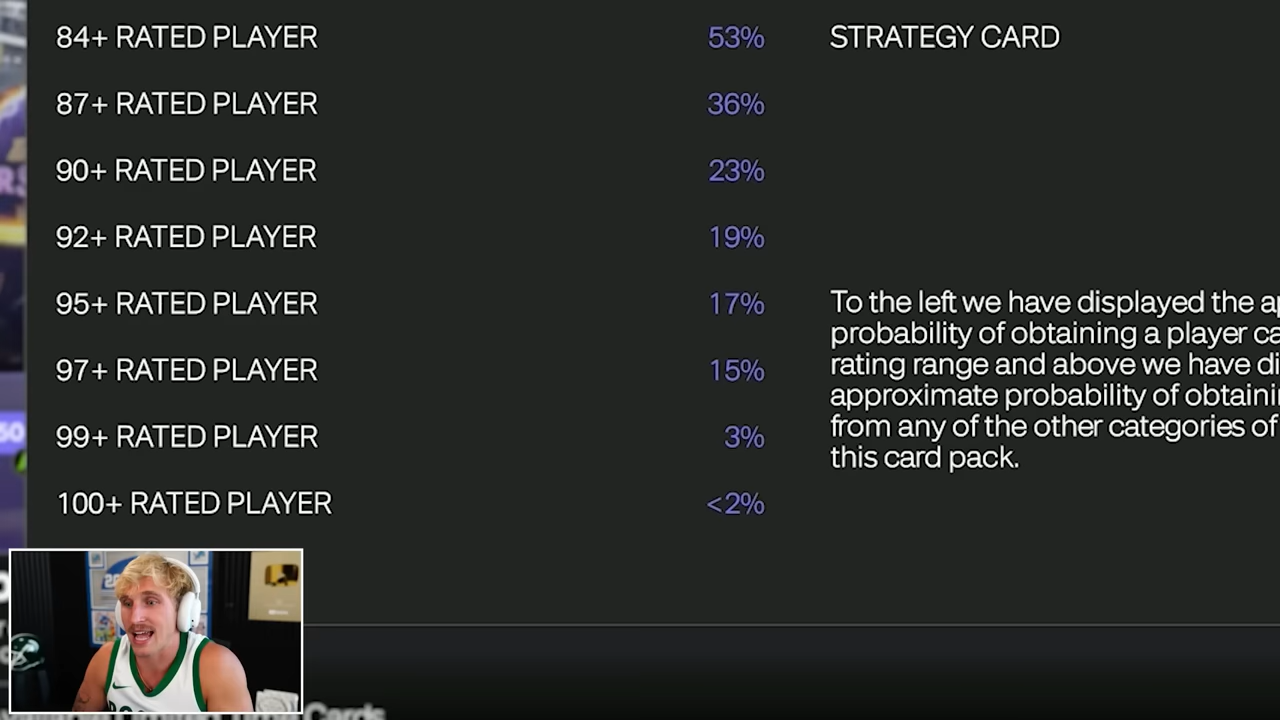 84+ RATED PLAYER 53% STRATEGY CARD
87+ RATED PLAYER 36%
90+ RATED PLAYER 23%
92+ RATED PLAYER 19%
95+ RATED PLAYER 17%
97+ RATED PLAYER 15%
99+ RATED PLAYER 3%
100+ RATED PLAYER <2%
To the left we have displayed the
probability of obtaining a player
rating range and above we have
approximate probability of
from any of the other categories of
this card pack.
50
Cards